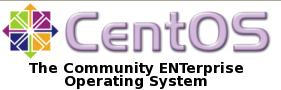 CentOS
The Community ENTerprise
Operating System